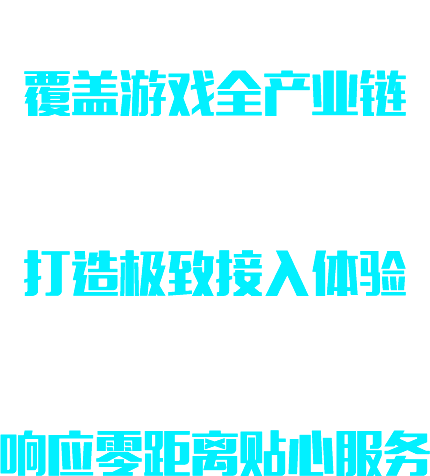 覆盖游戏全产业链
打造极致接入体验
响应零距离贴心服务